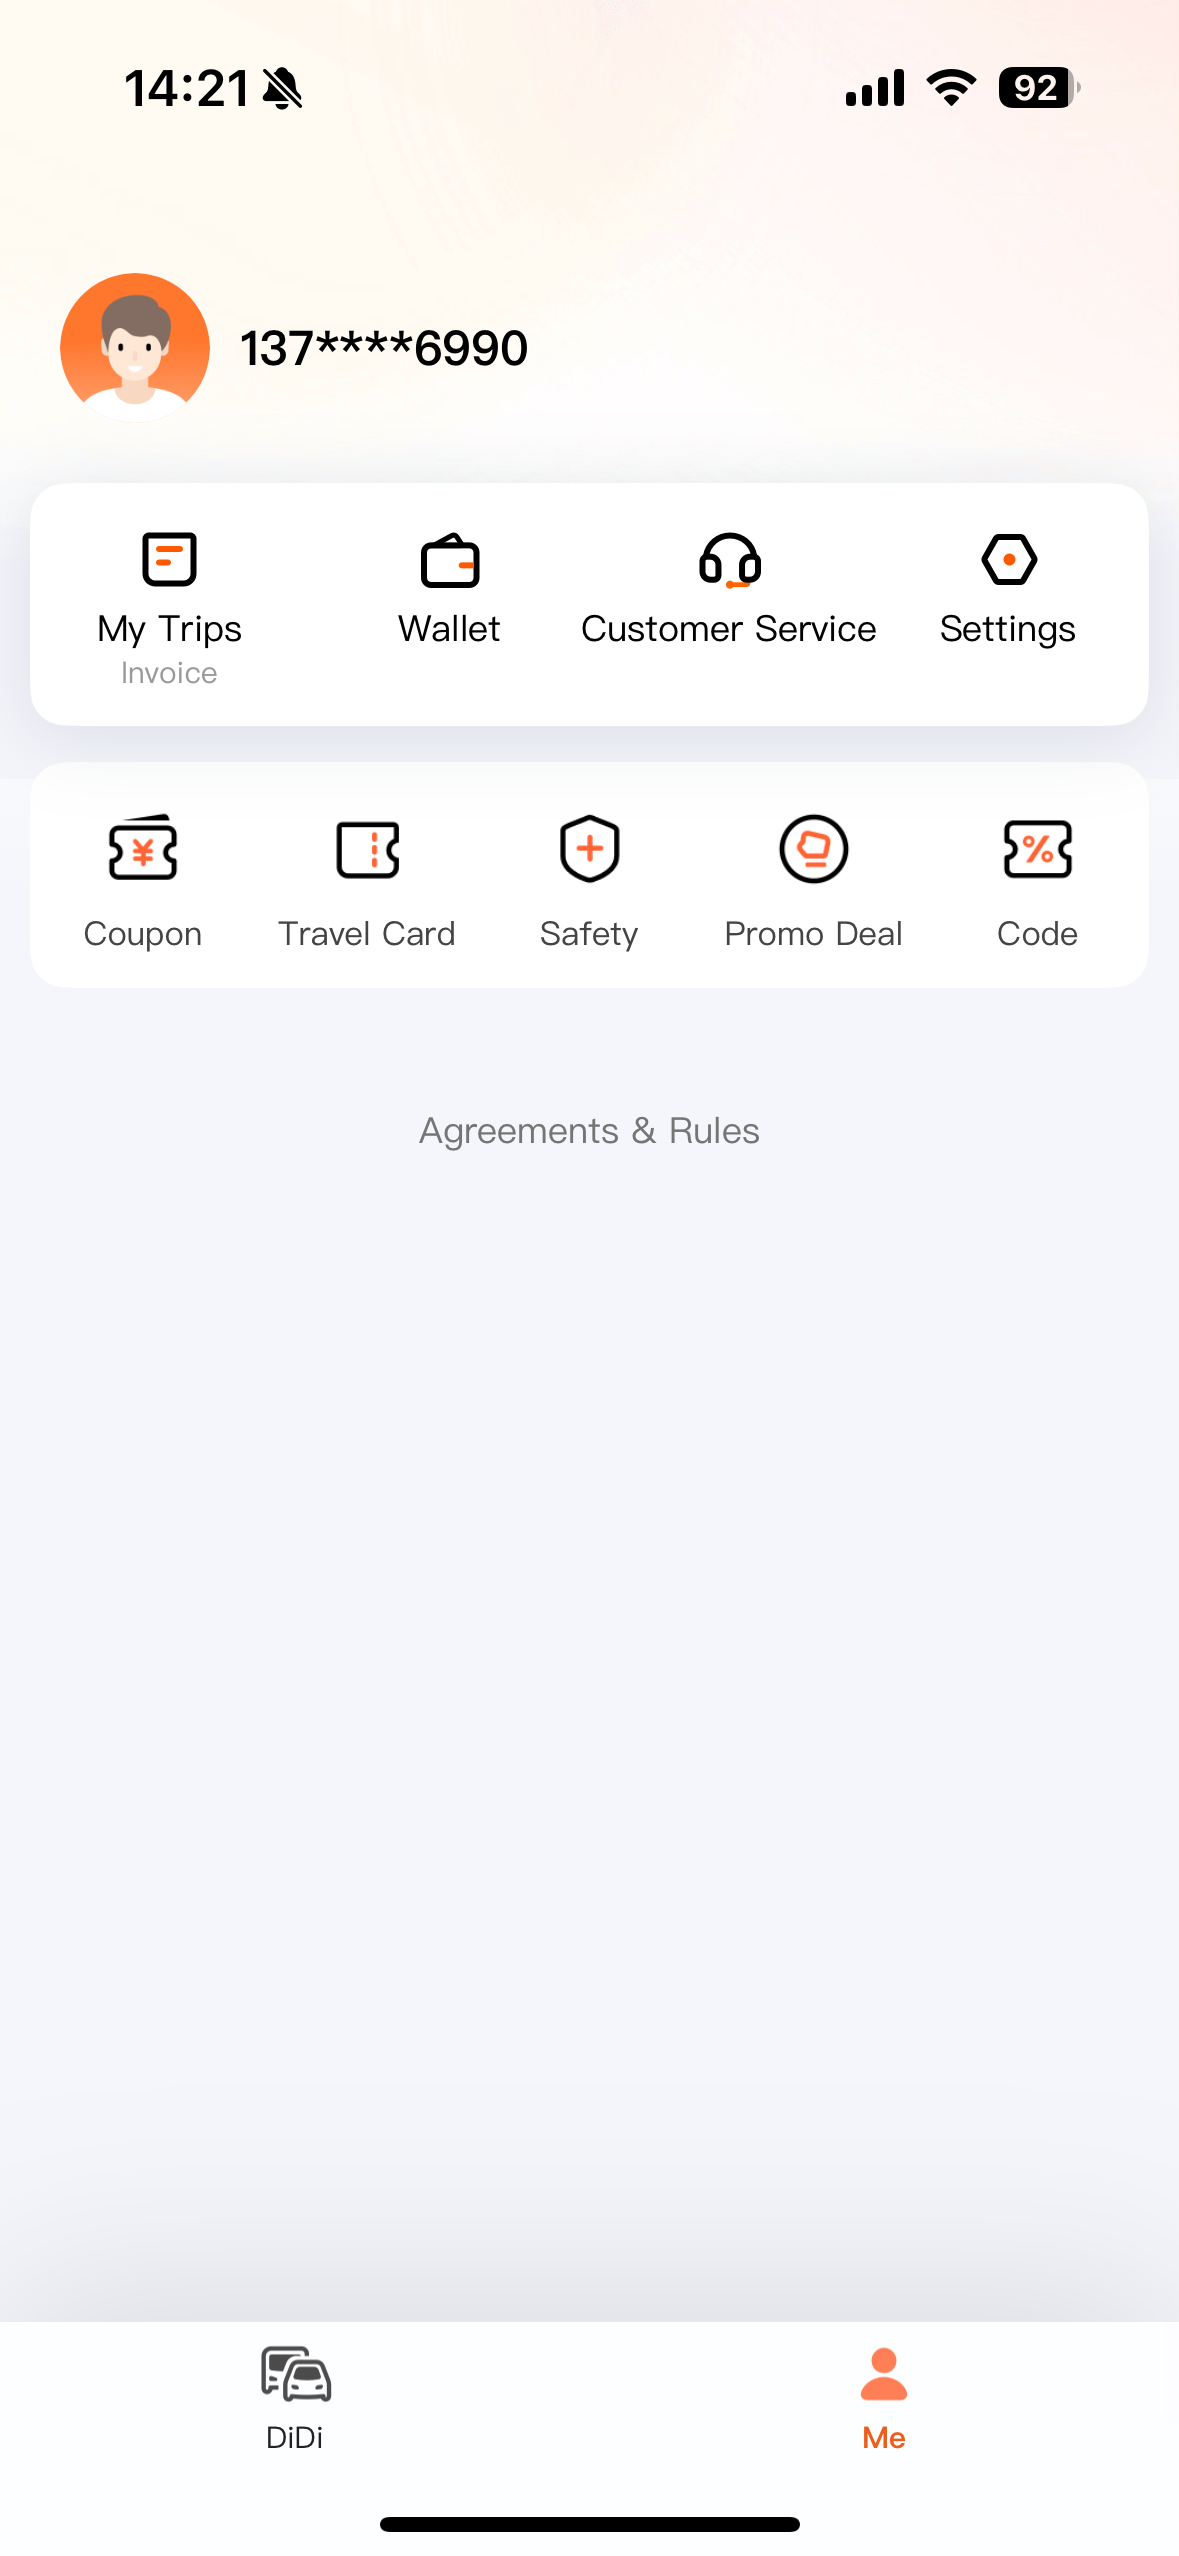 14:21 92
137****6990
My Trips Wallet Customer Service Settings
Invoice
¥ %
Coupon Travel Card Safety Promo Deal Code
Agreements & Rules
DiDi Me